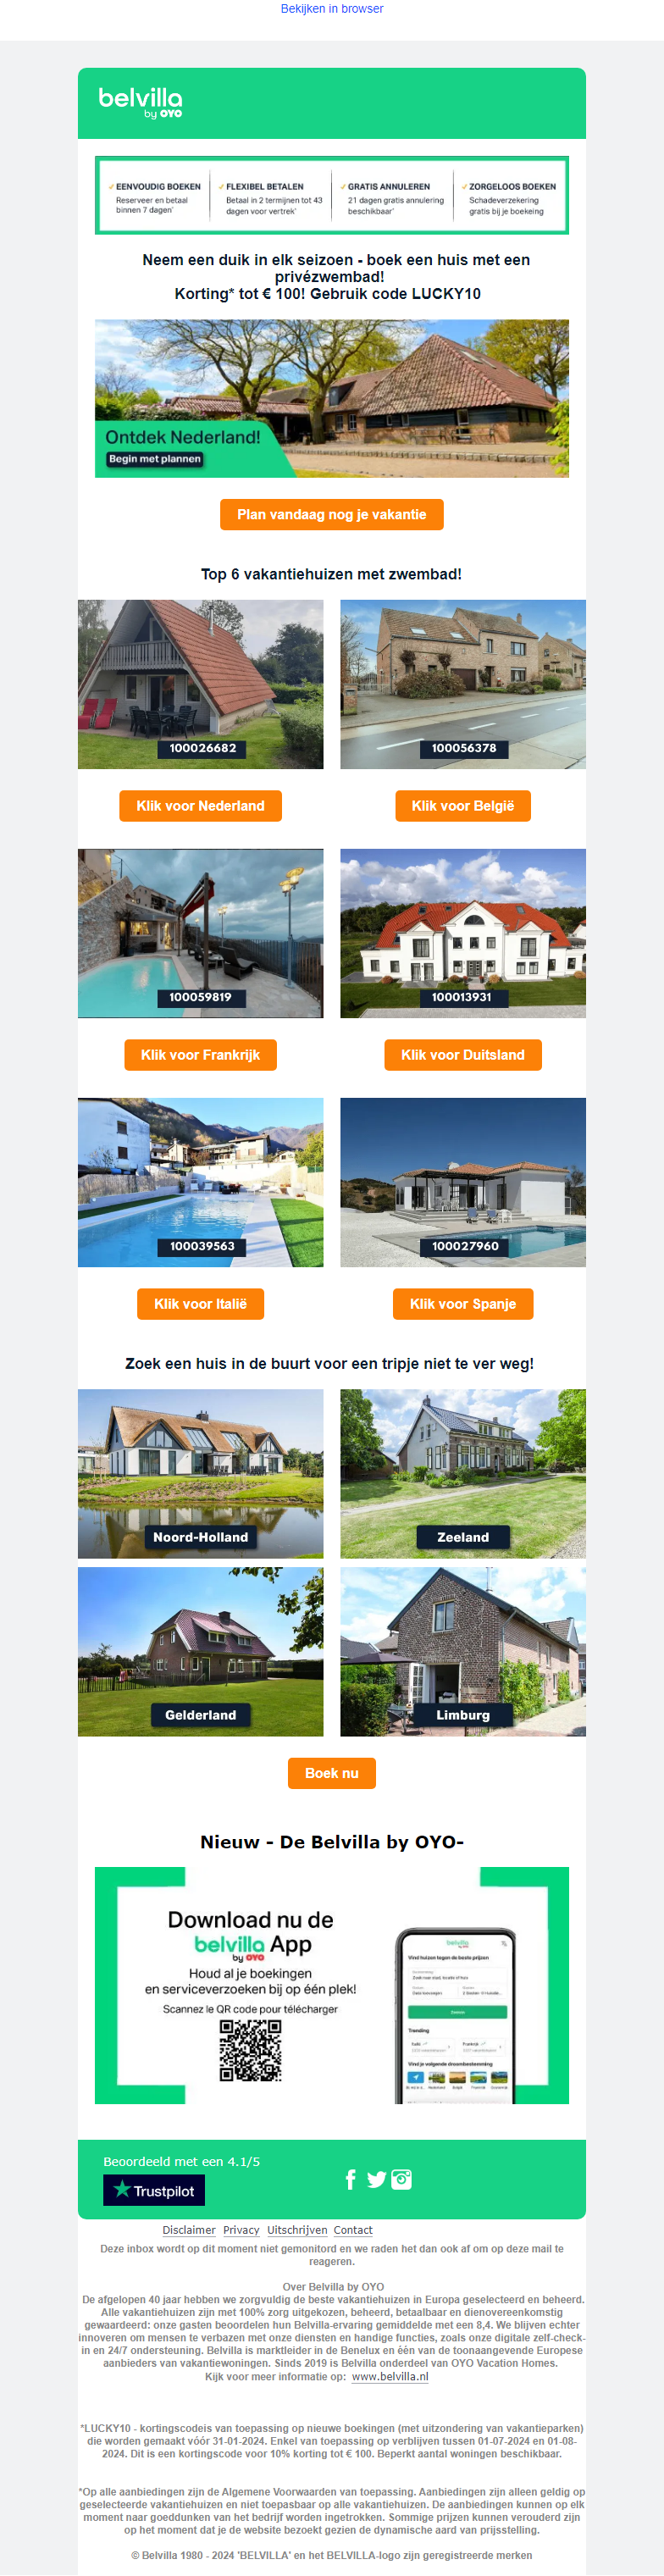 Bekijken in browser
belvilla
by OYO
EENVOUDIG BOEKEN
Reserveer en betaal
binnen 7 dagen*
FLEXIBEL BETALEN
Betaal in 2 termijnen tot 43
dagen voor vertrek*
GRATIS ANNULEREN
21 dagen gratis annulering
beschikbaar*
ZORGELOOS BOEKEN
Schadeverzekering
gratis bij je boekeing
Neem een duik in elk seizoen - boek een huis met een
privézwembad!
Korting* tot € 100! Gebruik code LUCKY10
Ontdek Nederland!
Begin met plannen
Plan vandaag nog je vakantie
Top 6 vakantiehuizen met zwembad!
100026682
100056378
Klik voor Nederland
Klik voor België
100059819
100013931
Klik voor Frankrijk
Klik voor Duitsland
100039563
100027960
Klik voor Italië
Klik voor Spanje
Zoek een huis in de buurt voor een tripje niet te ver weg!
Noord-Holland
Zeeland
Gelderland
Limburg
Boek nu
Nieuw - De Belvilla by OYO-
Download nu de
belvilla App
by OYO
Houd al je boekingen
en serviceverzoeken bij op één plek!
Scannez le QR code pour télécharger
belvilla
by OYO
Vind huizen tegen de beste prijzen
Zoeken
Trending
Vind je volgende droombestemming
Beoordeeld met een 4.1/5
Trustpilot
Disclaimer Privacy Uitschrijven Contact
Deze inbox wordt op dit moment niet gemonitord en we raden het dan ook af om op deze mail te
reageren.
Over Belvilla by OYO
De afgelopen 40 jaar hebben we zorgvuldig de beste vakantiehuizen in Europa geselecteerd en beheerd.
Alle vakantiehuizen zijn met 100% zorg uitgekozen, beheerd, betaalbaar en dienovereenkomstig
gewaardeerd: onze gasten beoordelen hun Belvilla-ervaring gemiddelde met een 8,4. We blijven echter
innoveren om mensen te verbazen met onze diensten en handige functies, zoals onze digitale zelf-check-
in en 24/7 ondersteuning. Belvilla is marktleider in de Benelux en één van de toonaangevende Europese
aanbieders van vakantiewoningen. Sinds 2019 is Belvilla onderdeel van OYO Vacation Homes.
Kijk voor meer informatie op: www.belvilla.nl
*LUCKY10 - kortingscodeis van toepassing op nieuwe boekingen (met uitzondering van vakantieparken)
die worden gemaakt vóór 31-01-2024. Enkel van toepassing op verblijven tussen 01-07-2024 en 01-08-
2024. Dit is een kortingscode voor 10% korting tot € 100. Beperkt aantal woningen beschikbaar.
*Op alle aanbiedingen zijn de Algemene Voorwaarden van toepassing. Aanbiedingen zijn alleen geldig op
geselecteerde vakantiehuizen en niet toepasbaar op alle vakantiehuizen. De aanbiedingen kunnen op elk
moment naar goeddunken van het bedrijf worden ingetrokken. Sommige prijzen kunnen verouderd zijn
op het moment dat je de website bezoekt gezien de dynamische aard van prijsstelling.
© Belvilla 1980 - 2024 'BELVILLA' en het BELVILLA-logo zijn geregistreerde merken